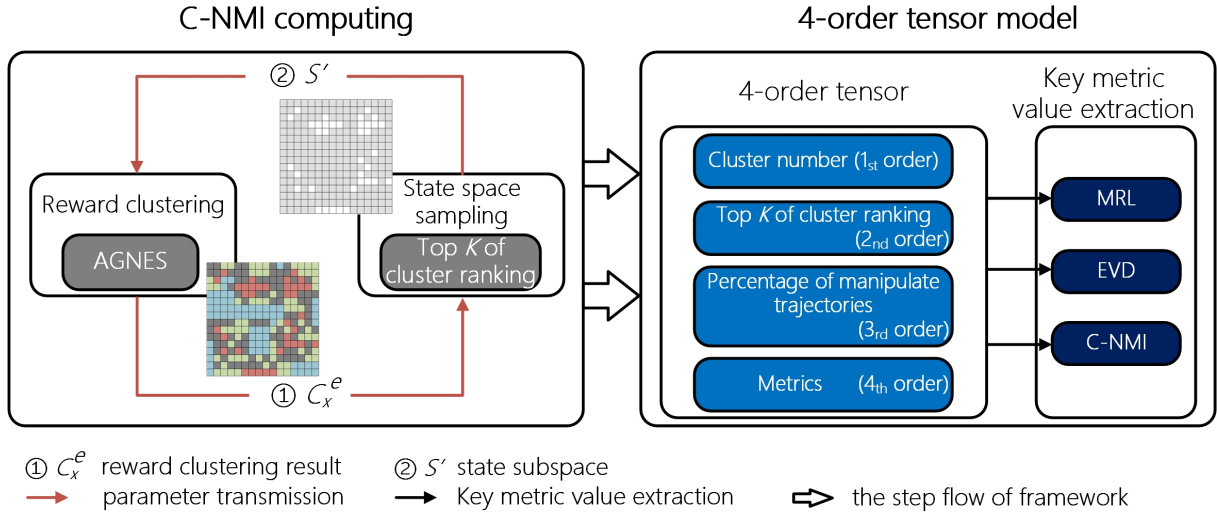 C-NMI computing
4-order tensor model
② S′
Reward clustering
AGNES
State space
sampling
Top K of
cluster ranking
① Cₓᵉ
4-order tensor
Cluster number (1st order)
Top K of cluster ranking
(2nd order)
Percentage of manipulate
trajectories
(3rd order)
Metrics (4th order)
Key metric
value extraction
MRL
EVD
C-NMI
① Cₓᵉ reward clustering result
② S′ state subspace
parameter transmission
Key metric value extraction
the step flow of framework